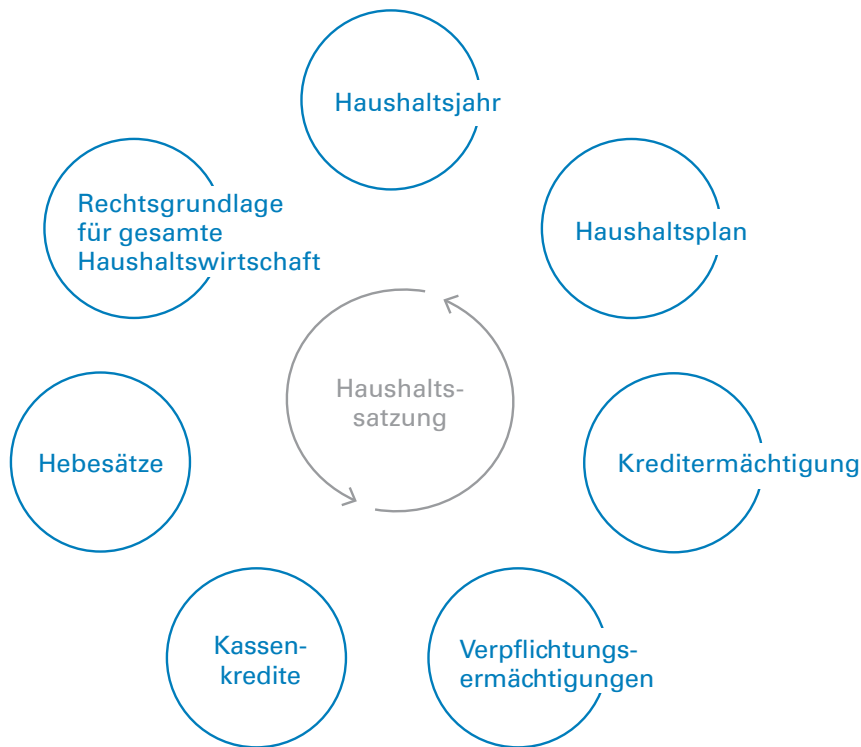 Haushaltsjahr
Rechtsgrundlage
für gesamte
Haushaltswirtschaft
Haushaltsplan
Haushalts-
satzung
Hebesätze
Kreditermächtigung
Kassen-
kredite
Verpflichtungs-
ermächtigungen